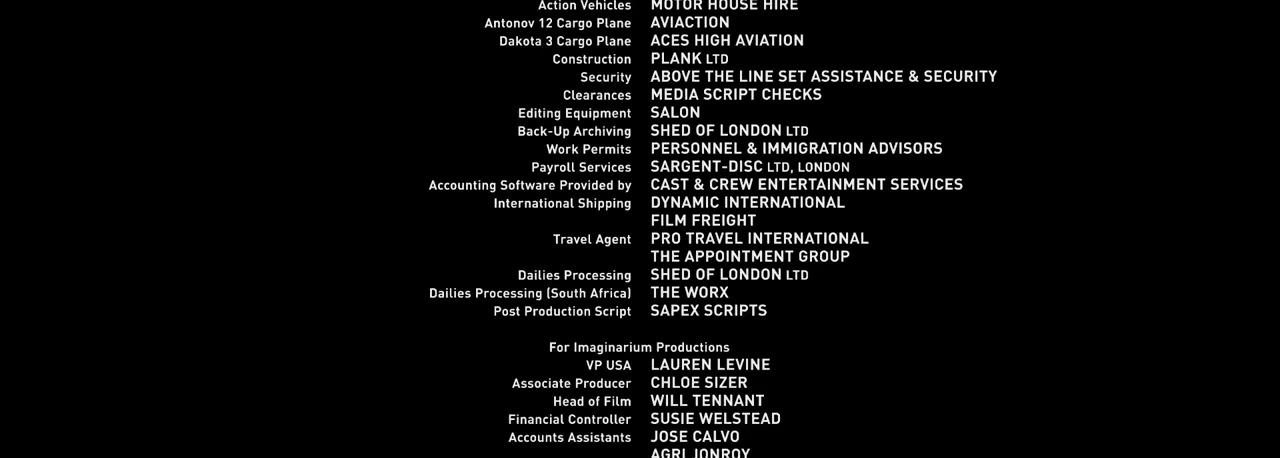 Action Vehicles MOTOR HOUSE HIRE
Antonov 12 Cargo Plane AVIACTION
Dakota 3 Cargo Plane ACES HIGH AVIATION
Construction PLANK LTD
Security ABOVE THE LINE SET ASSISTANCE & SECURITY
Clearances MEDIA SCRIPT CHECKS
Editing Equipment SALON
Back-Up Archiving SHED OF LONDON LTD
Work Permits PERSONNEL & IMMIGRATION ADVISORS
Payroll Services SARGENT-DISC LTD, LONDON
Accounting Software Provided by CAST & CREW ENTERTAINMENT SERVICES
International Shipping DYNAMIC INTERNATIONAL
FILM FREIGHT
Travel Agent PRO TRAVEL INTERNATIONAL
THE APPOINTMENT GROUP
Dailies Processing SHED OF LONDON LTD
Dailies Processing (South Africa) THE WORX
Post Production Script SAPEX SCRIPTS
For Imaginarium Productions
VP USA LAUREN LEVINE
Associate Producer CHLOE SIZER
Head of Film WILL TENNANT
Financial Controller SUSIE WELSTEAD
Accounts Assistants JOSE CALVO
AGRI JONROY